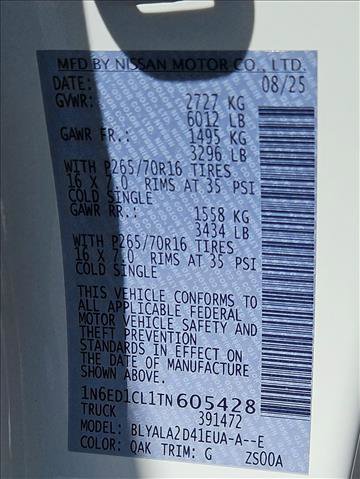 MFD BY NISSAN MOTOR CO., LTD.
DATE: 08/25
GVWR: 2727 KG
6012 LB
GAWR FR.: 1495 KG
3296 LB
WITH P265/70R16 TIRES
16 X 7.0 RIMS AT 35 PSI
COLD SINGLE
GAWR RR.: 1558 KG
3434 LB
WITH P265/70R16 TIRES
16 X 7.0 RIMS AT 35 PSI
COLD SINGLE
THIS VEHICLE CONFORMS TO
ALL APPLICABLE FEDERAL
MOTOR VEHICLE SAFETY AND
THEFT PREVENTION
STANDARDS IN EFFECT ON
THE DATE OF MANUFACTURE
SHOWN ABOVE.
1N6ED1CL1TN605428
TRUCK 391472
MODEL: BLYALA2D41EUA-A--E
COLOR: QAK TRIM: G ZS00A